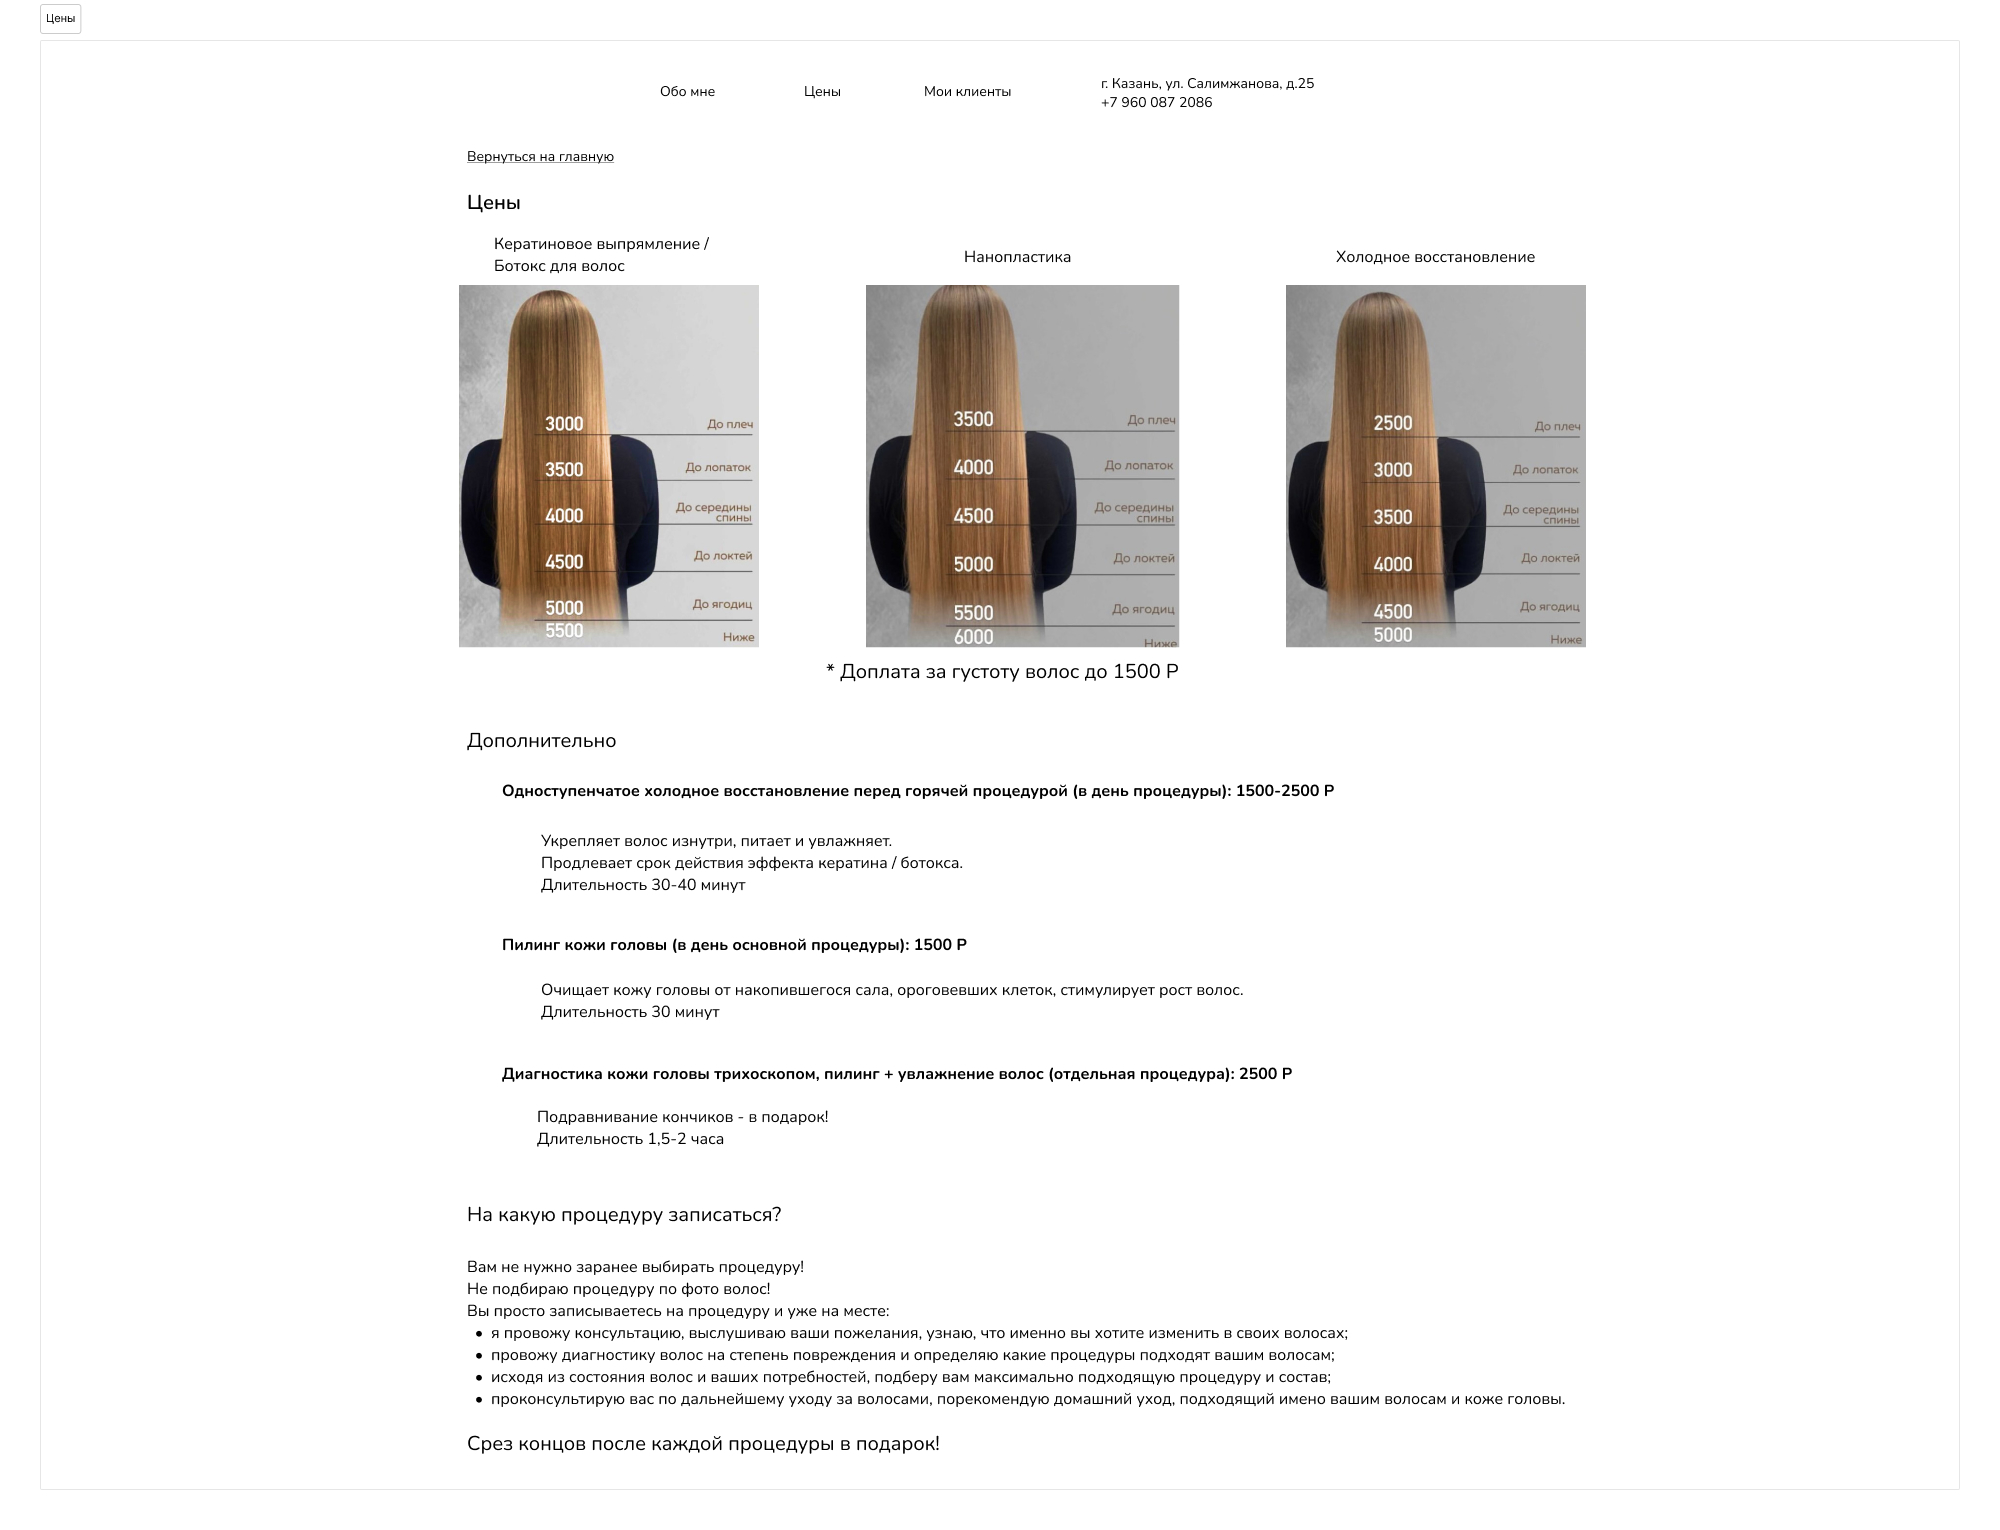 Цены
Обо мне
Цены
Мои клиенты
г. Казань, ул. Салимжанова, д.25
+7 960 087 2086
Вернуться на главную
Цены
Кератиновое выпрямление /
Ботокс для волос
3000
До плеч
3500
До лопаток
4000
До середины
спины
4500
До локтей
5000
До ягодиц
5500
Ниже
Нанопластика
3500
До плеч
4000
До лопаток
4500
До середины
спины
5000
До локтей
5500
До ягодиц
6000
Ниже
Холодное восстановление
2500
До плеч
3000
До лопаток
3500
До середины
спины
4000
До локтей
4500
До ягодиц
5000
Ниже
* Доплата за густоту волос до 1500 Р
Дополнительно
Одноступенчатое холодное восстановление перед горячей процедурой (в день процедуры): 1500-2500 Р
Укрепляет волос изнутри, питает и увлажняет.
Продлевает срок действия эффекта кератина / ботокса.
Длительность 30-40 минут
Пилинг кожи головы (в день основной процедуры): 1500 Р
Очищает кожу головы от накопившегося сала, ороговевших клеток, стимулирует рост волос.
Длительность 30 минут
Диагностика кожи головы трихоскопом, пилинг + увлажнение волос (отдельная процедура): 2500 Р
Подравнивание кончиков - в подарок!
Длительность 1,5-2 часа
На какую процедуру записаться?
Вам не нужно заранее выбирать процедуру!
Не подбираю процедуру по фото волос!
Вы просто записываетесь на процедуру и уже на месте:
• я провожу консультацию, выслушиваю ваши пожелания, узнаю, что именно вы хотите изменить в своих волосах;
• провожу диагностику волос на степень повреждения и определяю какие процедуры подходят вашим волосам;
• исходя из состояния волос и ваших потребностей, подберу вам максимально подходящую процедуру и состав;
• проконсультирую вас по дальнейшему уходу за волосами, порекомендую домашний уход, подходящий имено вашим волосам и коже головы.
Срез концов после каждой процедуры в подарок!